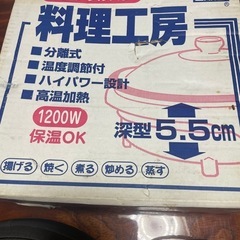 料理工房
■分離式
■温度調節付
■ハイパワー設計
■高温加熱
1200W
保温OK
深型5.5cm
揚げる 焼く 煮る 炒める 蒸す